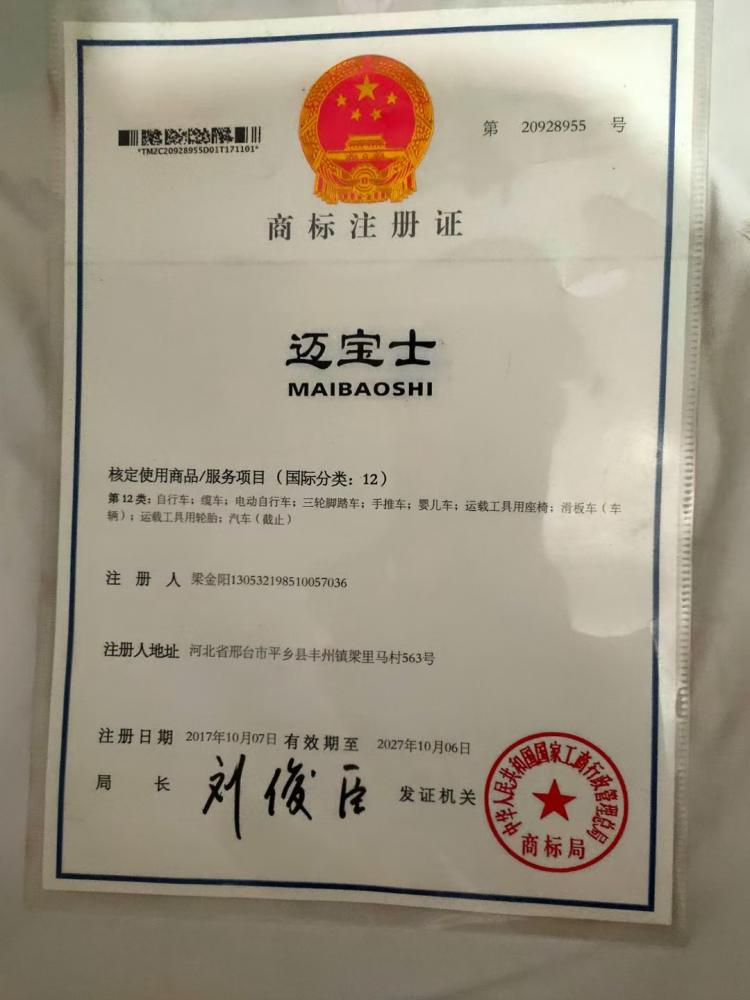 第 20928955 号
*TMZC20928955D01T171101*
商标注册证
迈宝士
MAIBAOSHI
核定使用商品/服务项目（国际分类：12）
第12类：自行车；缆车；电动自行车；三轮脚踏车；手推车；婴儿车；运载工具用座椅；滑板车（车
辆）；运载工具用轮胎；汽车（截止）
注 册 人 梁金阳130532198510057036
注册人地址 河北省邢台市平乡县丰州镇梁里马村563号
注册日期 2017年10月07日 有效期至 2027年10月06日
局 长 刘俊臣 发证机关
中华人民共和国国家工商行政管理总局
商标局